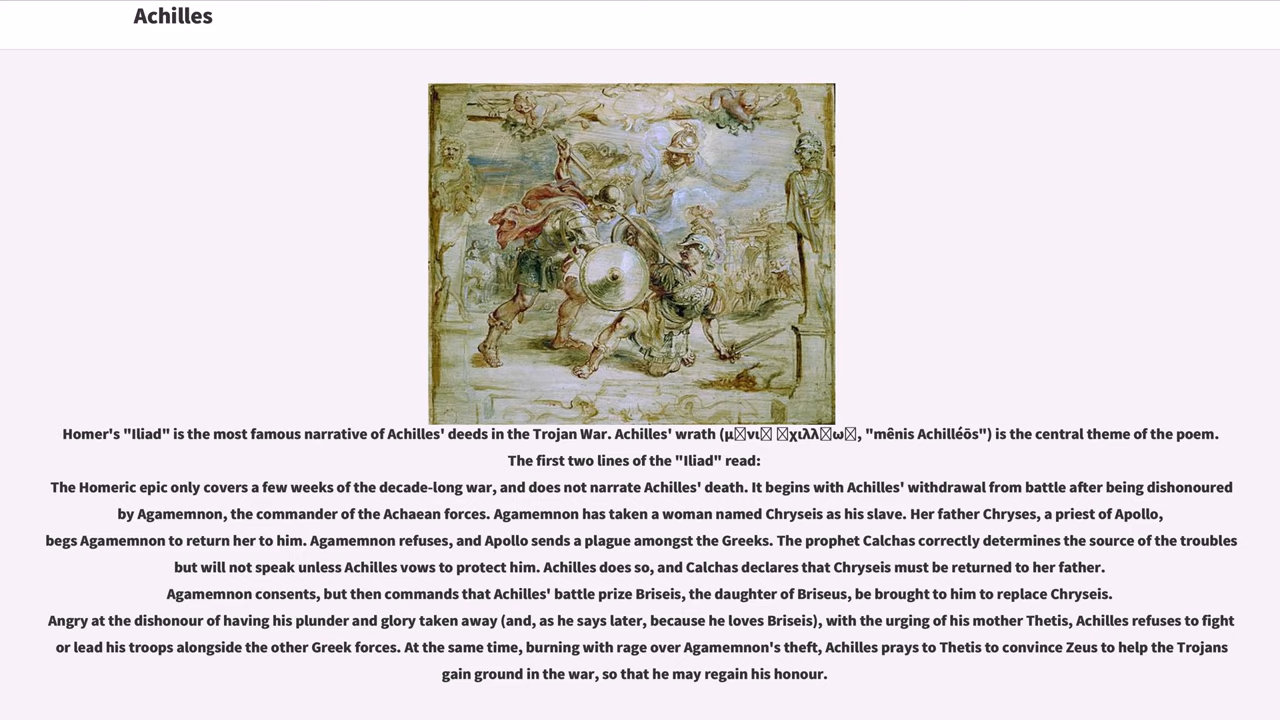 Achilles
Homer's "Iliad" is the most famous narrative of Achilles' deeds in the Trojan War. Achilles' wrath (μ□νι□ □χιλλ□ω□, "mênis Achilléōs") is the central theme of the poem.
The first two lines of the "Iliad" read:
The Homeric epic only covers a few weeks of the decade-long war, and does not narrate Achilles' death. It begins with Achilles' withdrawal from battle after being dishonoured
by Agamemnon, the commander of the Achaean forces. Agamemnon has taken a woman named Chryseis as his slave. Her father Chryses, a priest of Apollo,
begs Agamemnon to return her to him. Agamemnon refuses, and Apollo sends a plague amongst the Greeks. The prophet Calchas correctly determines the source of the troubles
but will not speak unless Achilles vows to protect him. Achilles does so, and Calchas declares that Chryseis must be returned to her father.
Agamemnon consents, but then commands that Achilles' battle prize Briseis, the daughter of Briseus, be brought to him to replace Chryseis.
Angry at the dishonour of having his plunder and glory taken away (and, as he says later, because he loves Briseis), with the urging of his mother Thetis, Achilles refuses to fight
or lead his troops alongside the other Greek forces. At the same time, burning with rage over Agamemnon's theft, Achilles prays to Thetis to convince Zeus to help the Trojans
gain ground in the war, so that he may regain his honour.